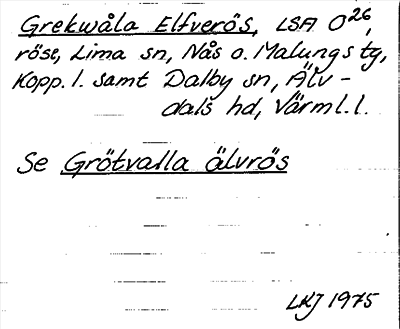 Grekwåla Elfverös, LSA O26,
röse, Lima sn, Nås o. Malungs tg,
Kopp. l. samt Dalby sn, Älv-
dals hd, Värml. l.
Se Grötvalla älvrös
LKJ 1975